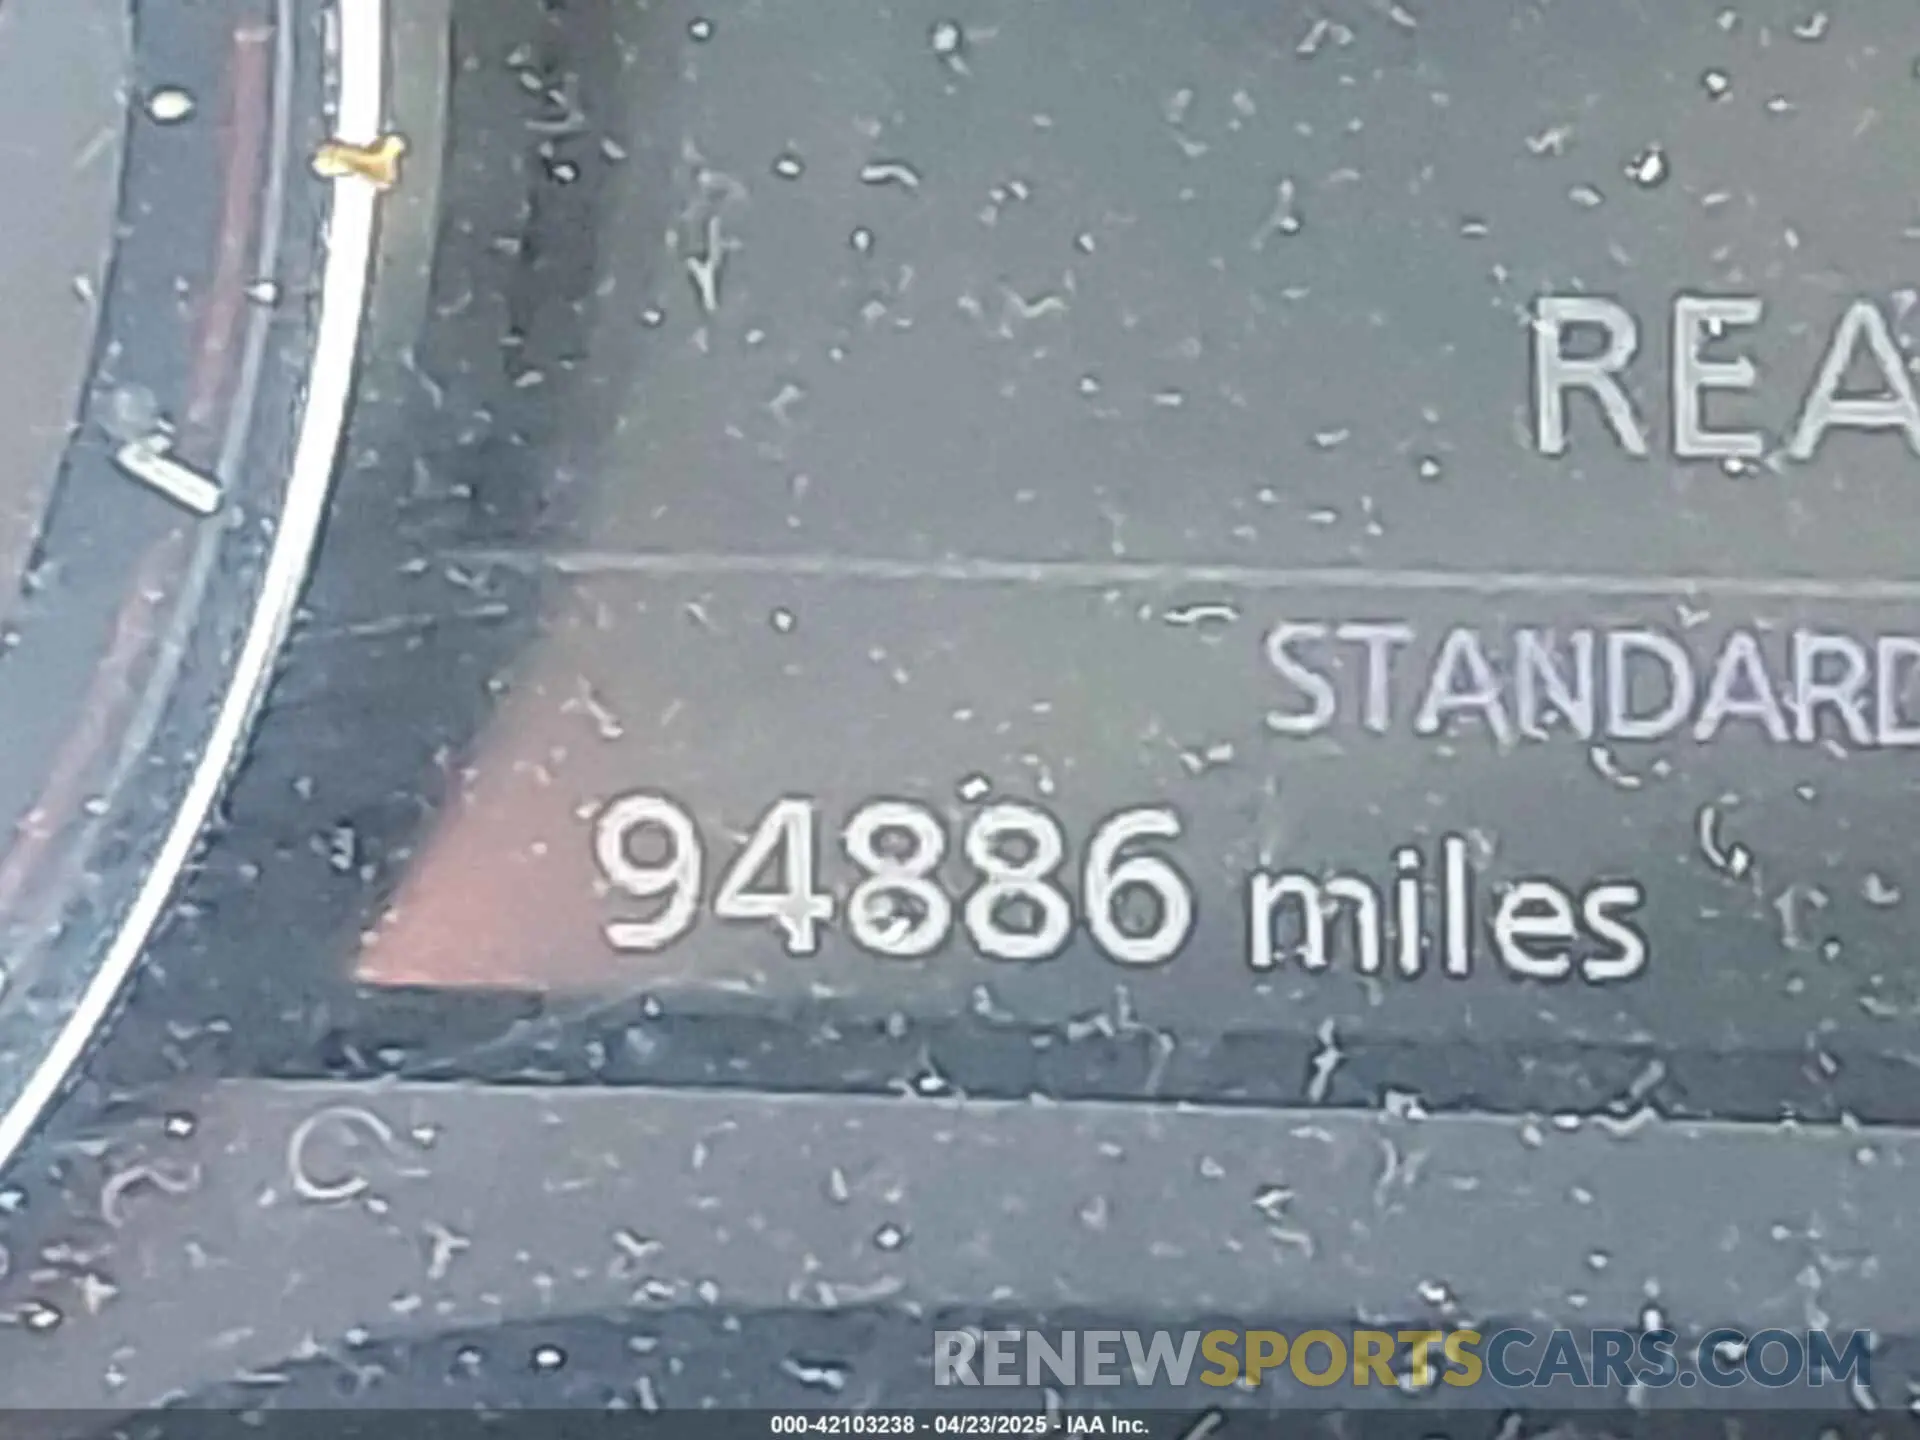 REA
STANDARD
94886 miles
RENEWSPORTSCARS.COM
000-42103238 - 04/23/2025 - IAA Inc.